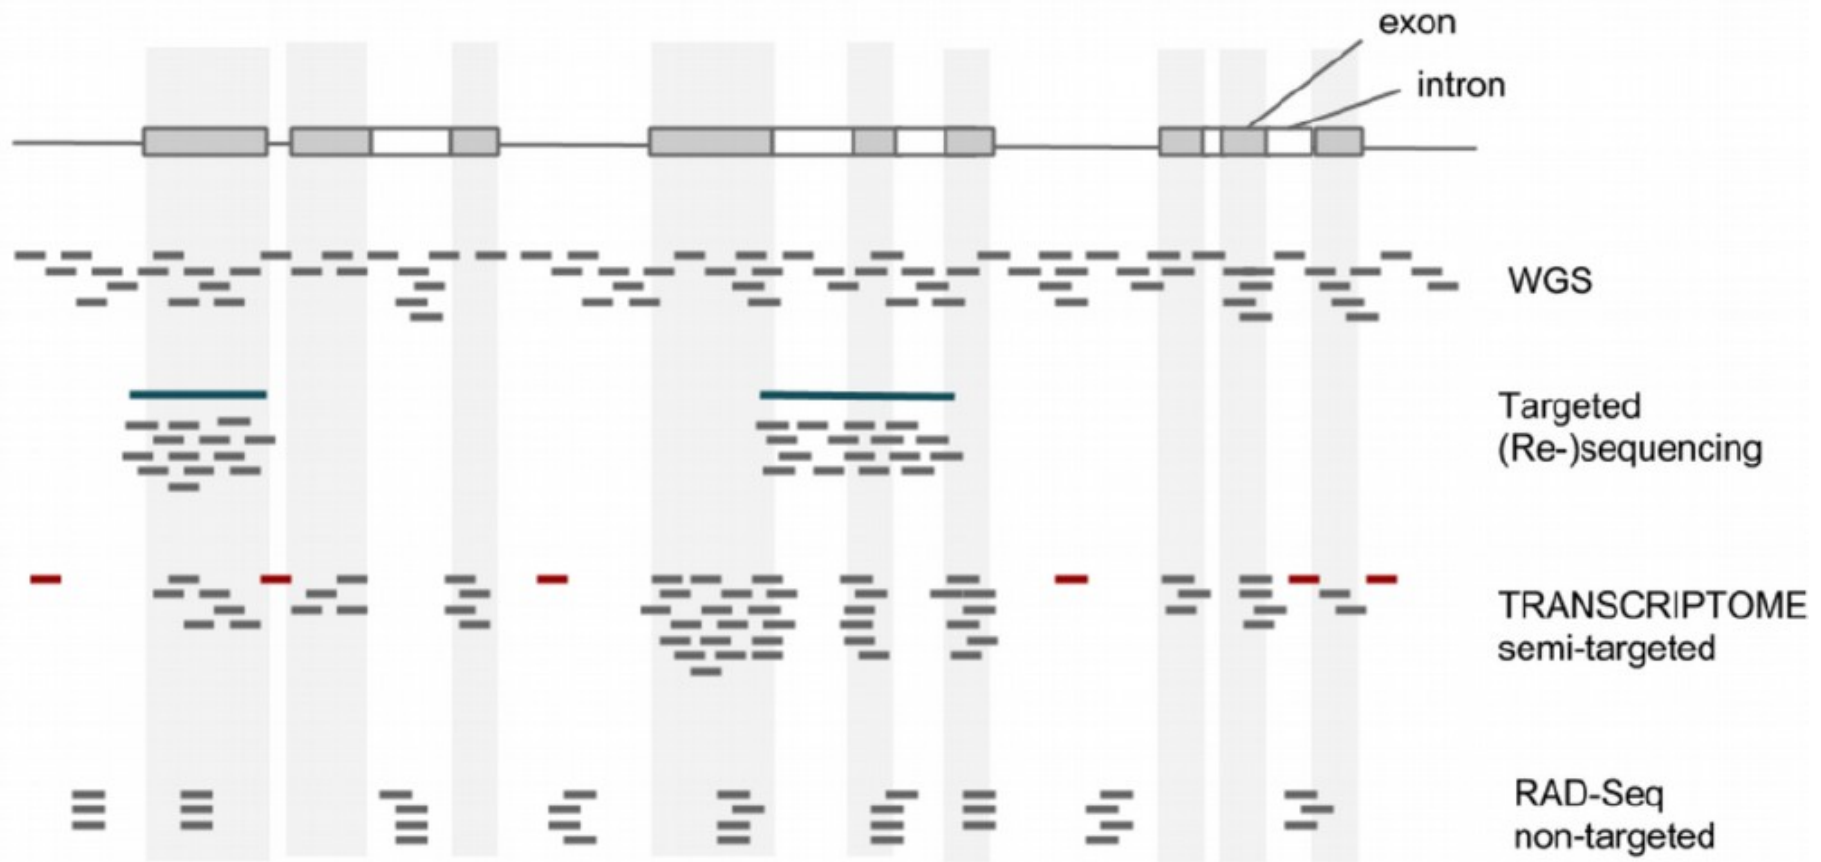 exon
intron
WGS
Targeted
(Re-)sequencing
TRANSCRIPTOME
semi-targeted
RAD-Seq
non-targeted